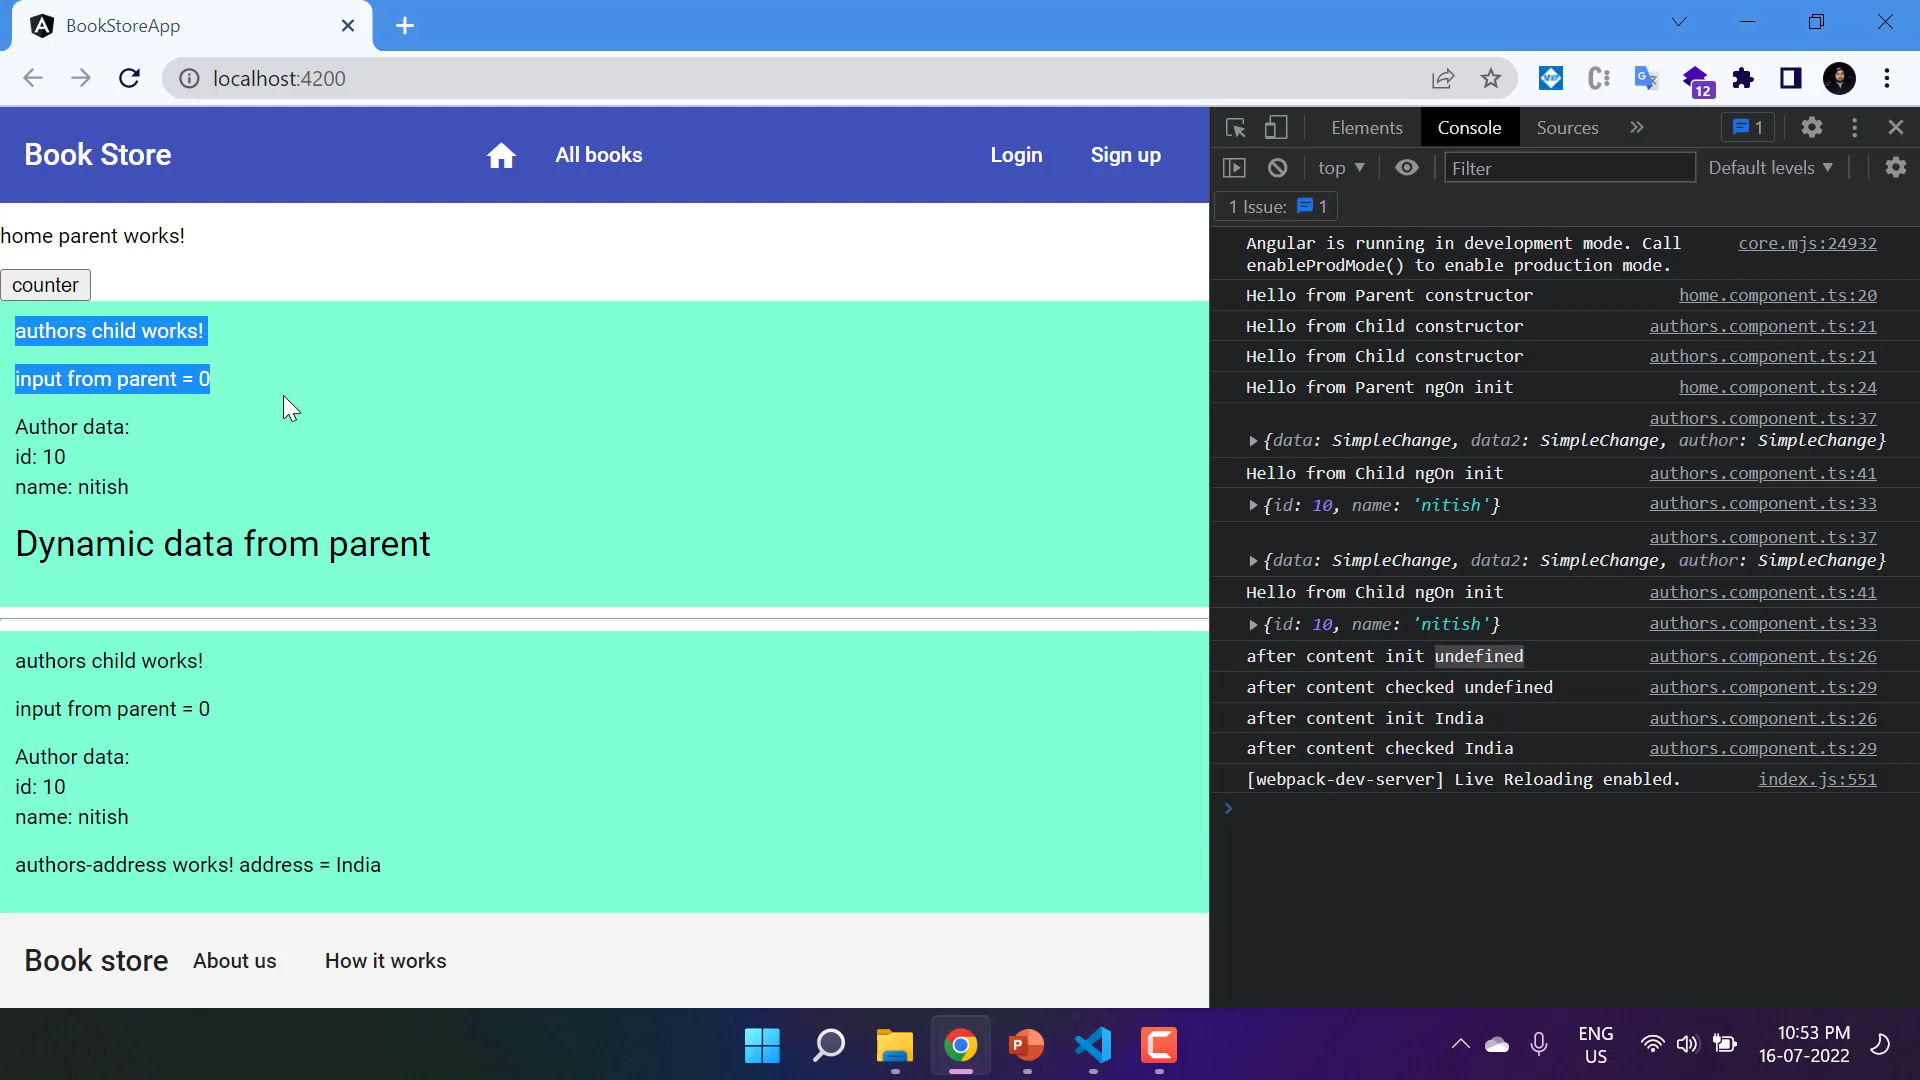 BookStoreApp
localhost:4200
12
Book Store
All books
Login
Sign up
home parent works!
counter
authors child works!
input from parent = 0
Author data:
id: 10
name: nitish
Dynamic data from parent
authors child works!
input from parent = 0
Author data:
id: 10
name: nitish
authors-address works! address = India
Book store
About us
How it works
Elements
Console
Sources
1
top
Filter
Default levels
1 Issue: 1
Angular is running in development mode. Call core.mjs:24932
enableProdMode() to enable production mode.
Hello from Parent constructor home.component.ts:20
Hello from Child constructor authors.component.ts:21
Hello from Child constructor authors.component.ts:21
Hello from Parent ngOn init home.component.ts:24
authors.component.ts:37
{data: SimpleChange, data2: SimpleChange, author: SimpleChange}
Hello from Child ngOn init authors.component.ts:41
{id: 10, name: 'nitish'} authors.component.ts:33
authors.component.ts:37
{data: SimpleChange, data2: SimpleChange, author: SimpleChange}
Hello from Child ngOn init authors.component.ts:41
{id: 10, name: 'nitish'} authors.component.ts:33
after content init undefined authors.component.ts:26
after content checked undefined authors.component.ts:29
after content init India authors.component.ts:26
after content checked India authors.component.ts:29
[webpack-dev-server] Live Reloading enabled. index.js:551
ENG
US
10:53 PM
16-07-2022